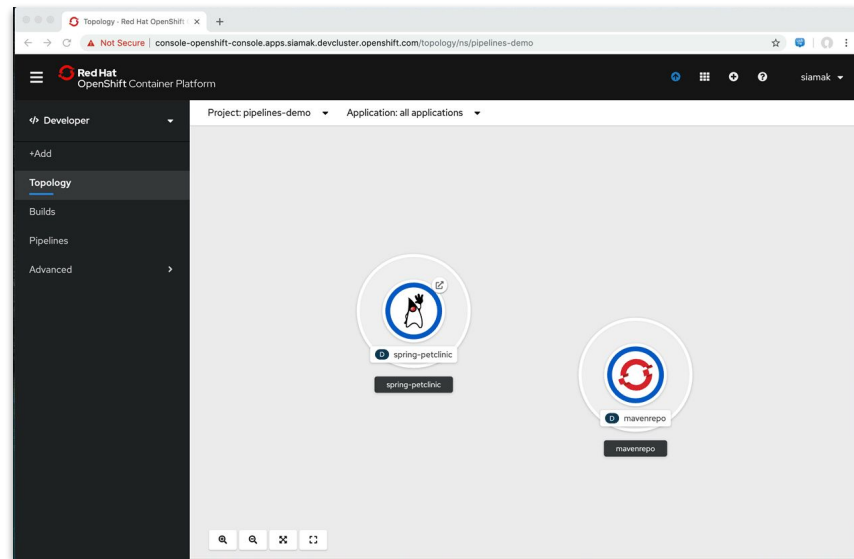 Topology - Red Hat OpenShift
Not Secure | console-openshift-console.apps.siamak.devcluster.openshift.com/topology/ns/pipelines-demo
Red Hat
OpenShift Container Platform
siamak
</> Developer
Project: pipelines-demo
Application: all applications
+Add
Topology
Builds
Pipelines
Advanced
D spring-petclinic
spring-petclinic
D mavenrepo
mavenrepo